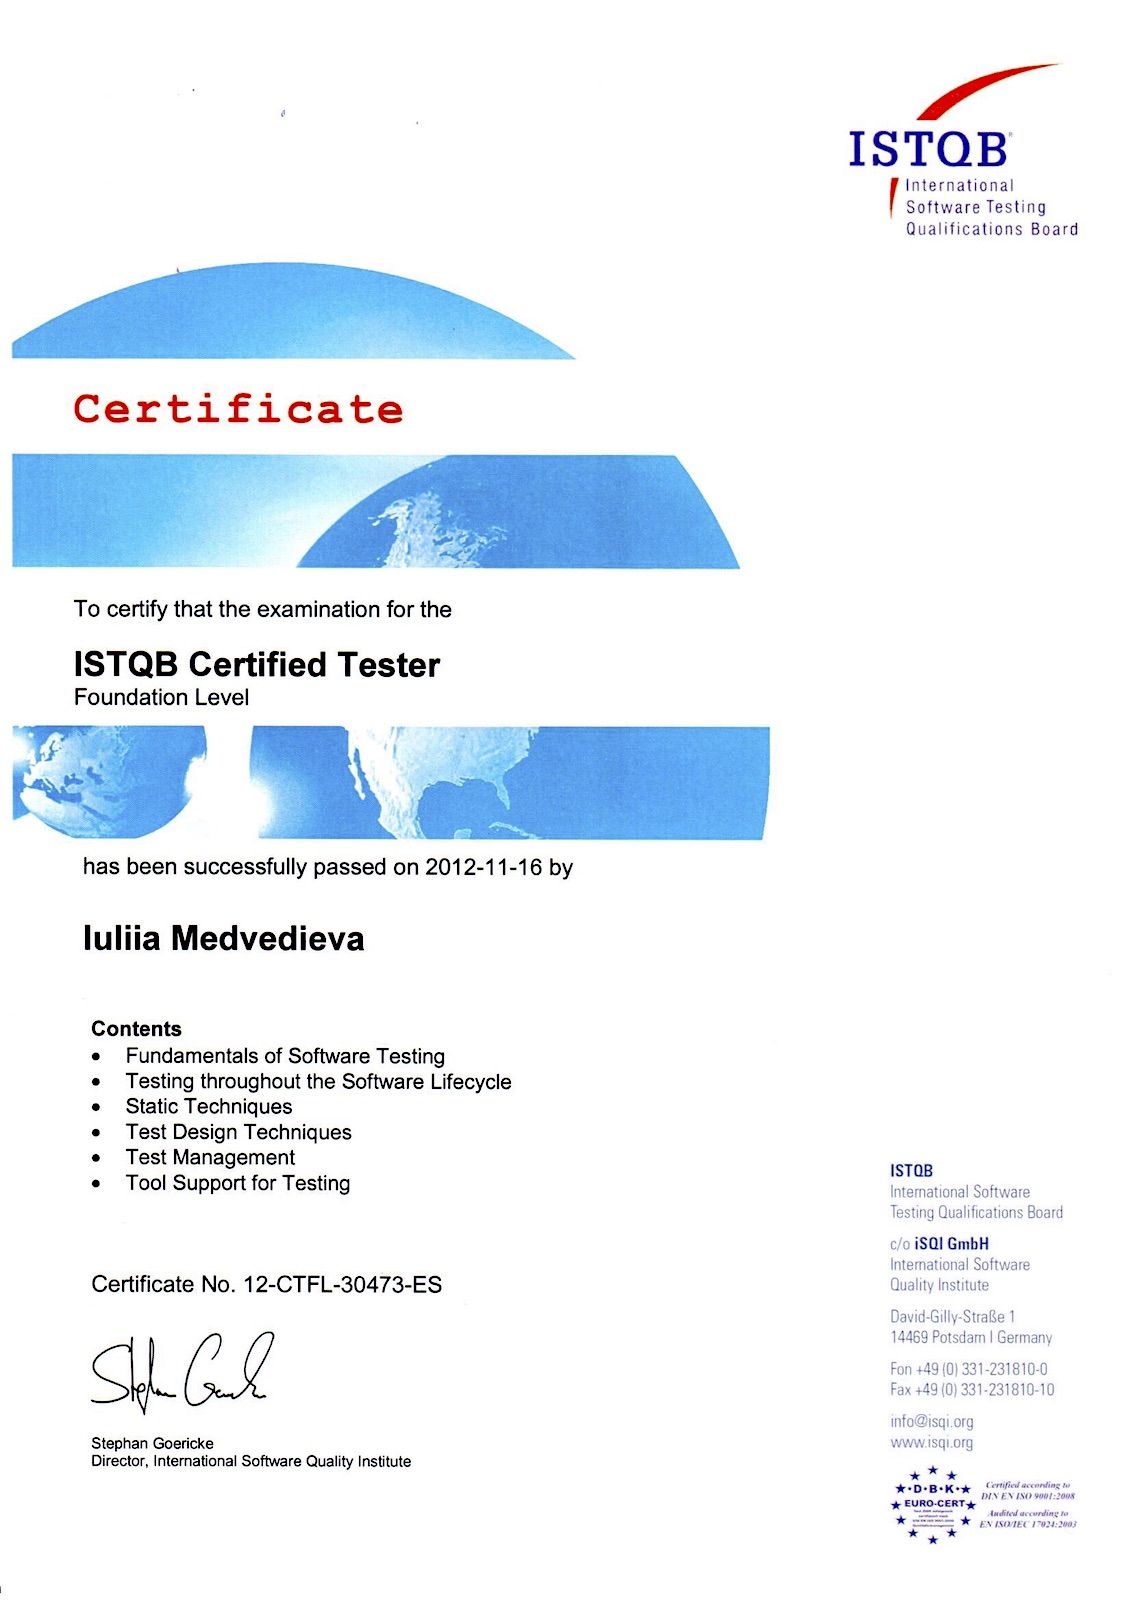 ISTQB®
International
Software Testing
Qualifications Board
Certificate
To certify that the examination for the
ISTQB Certified Tester
Foundation Level
has been successfully passed on 2012-11-16 by
Iuliia Medvedieva
Contents
• Fundamentals of Software Testing
• Testing throughout the Software Lifecycle
• Static Techniques
• Test Design Techniques
• Test Management
• Tool Support for Testing
Certificate No. 12-CTFL-30473-ES
Stephan Goericke
Director, International Software Quality Institute
ISTQB
International Software
Testing Qualifications Board
c/o iSQI GmbH
International Software
Quality Institute
David-Gilly-Straße 1
14469 Potsdam | Germany
Fon +49 (0) 331-231810-0
Fax +49 (0) 331-231810-10
info@isqi.org
www.isqi.org
D·B·K
EURO-CERT
Certified according to
DIN EN ISO 9001:2008
Audited according to
EN ISO/IEC 17024:2003